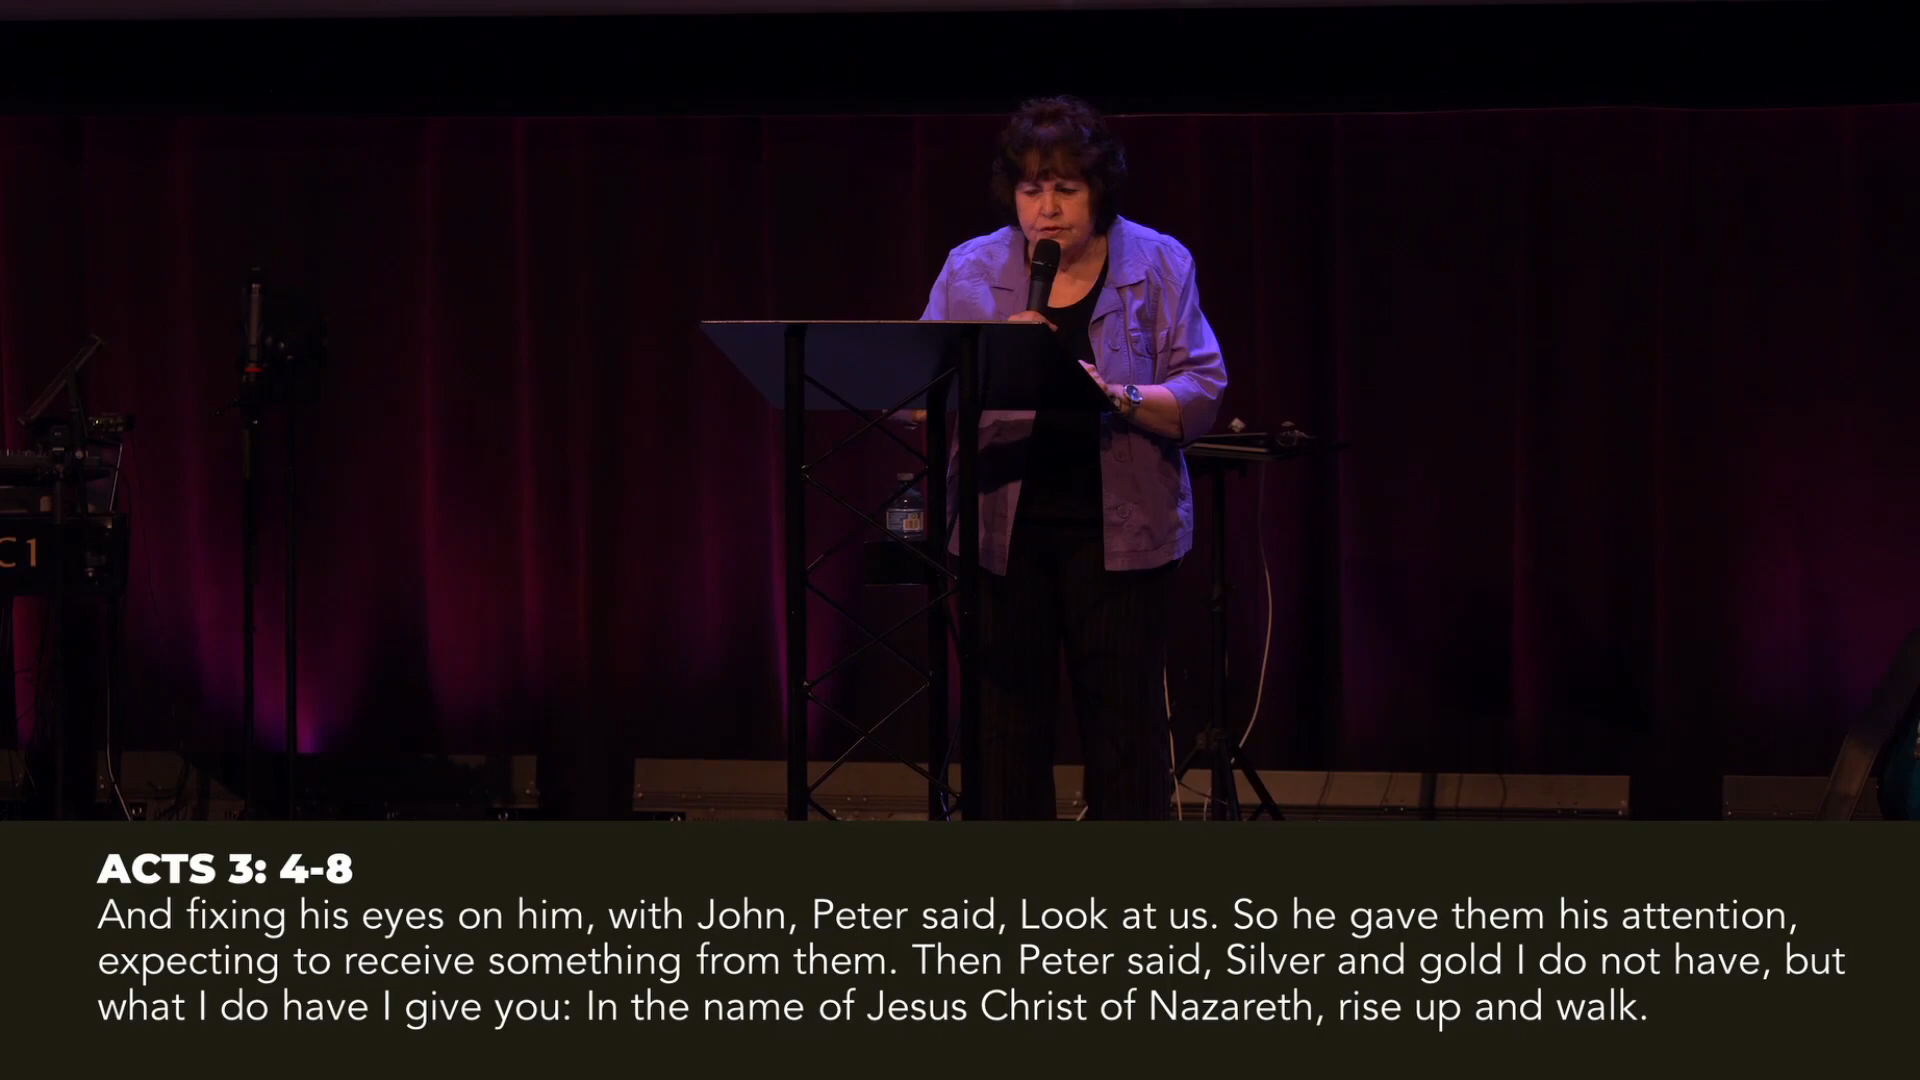 C1
ACTS 3: 4-8
And fixing his eyes on him, with John, Peter said, Look at us. So he gave them his attention,
expecting to receive something from them. Then Peter said, Silver and gold I do not have, but
what I do have I give you: In the name of Jesus Christ of Nazareth, rise up and walk.